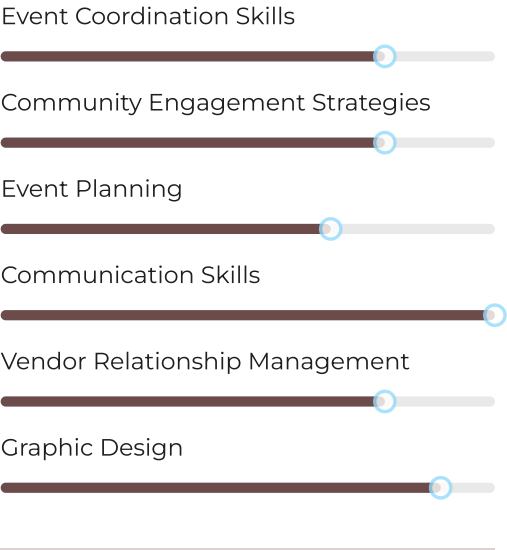 Event Coordination Skills
Community Engagement Strategies
Event Planning
Communication Skills
Vendor Relationship Management
Graphic Design